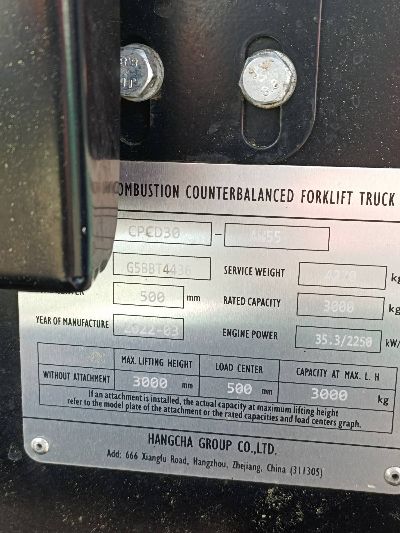 COMBUSTION COUNTERBALANCED FORKLIFT TRUCK
CPCD30 -
SERVICE WEIGHT kg
500 mm RATED CAPACITY 3000 kg
YEAR OF MANUFACTURE 2022-03 ENGINE POWER 35.3/2250 kW/
MAX. LIFTING HEIGHT LOAD CENTER CAPACITY AT MAX. L. H
WITHOUT ATTACHMENT 3000 mm 500 mm 3000 kg
If an attachment is installed, the actual capacity at maximum lifting height
refer to the model plate of the attachment or the rated capacities and load centers graph.
HANGCHA GROUP CO.,LTD.
Add: 666 Xiangfu Road, Hangzhou, Zhejiang, China (311305)